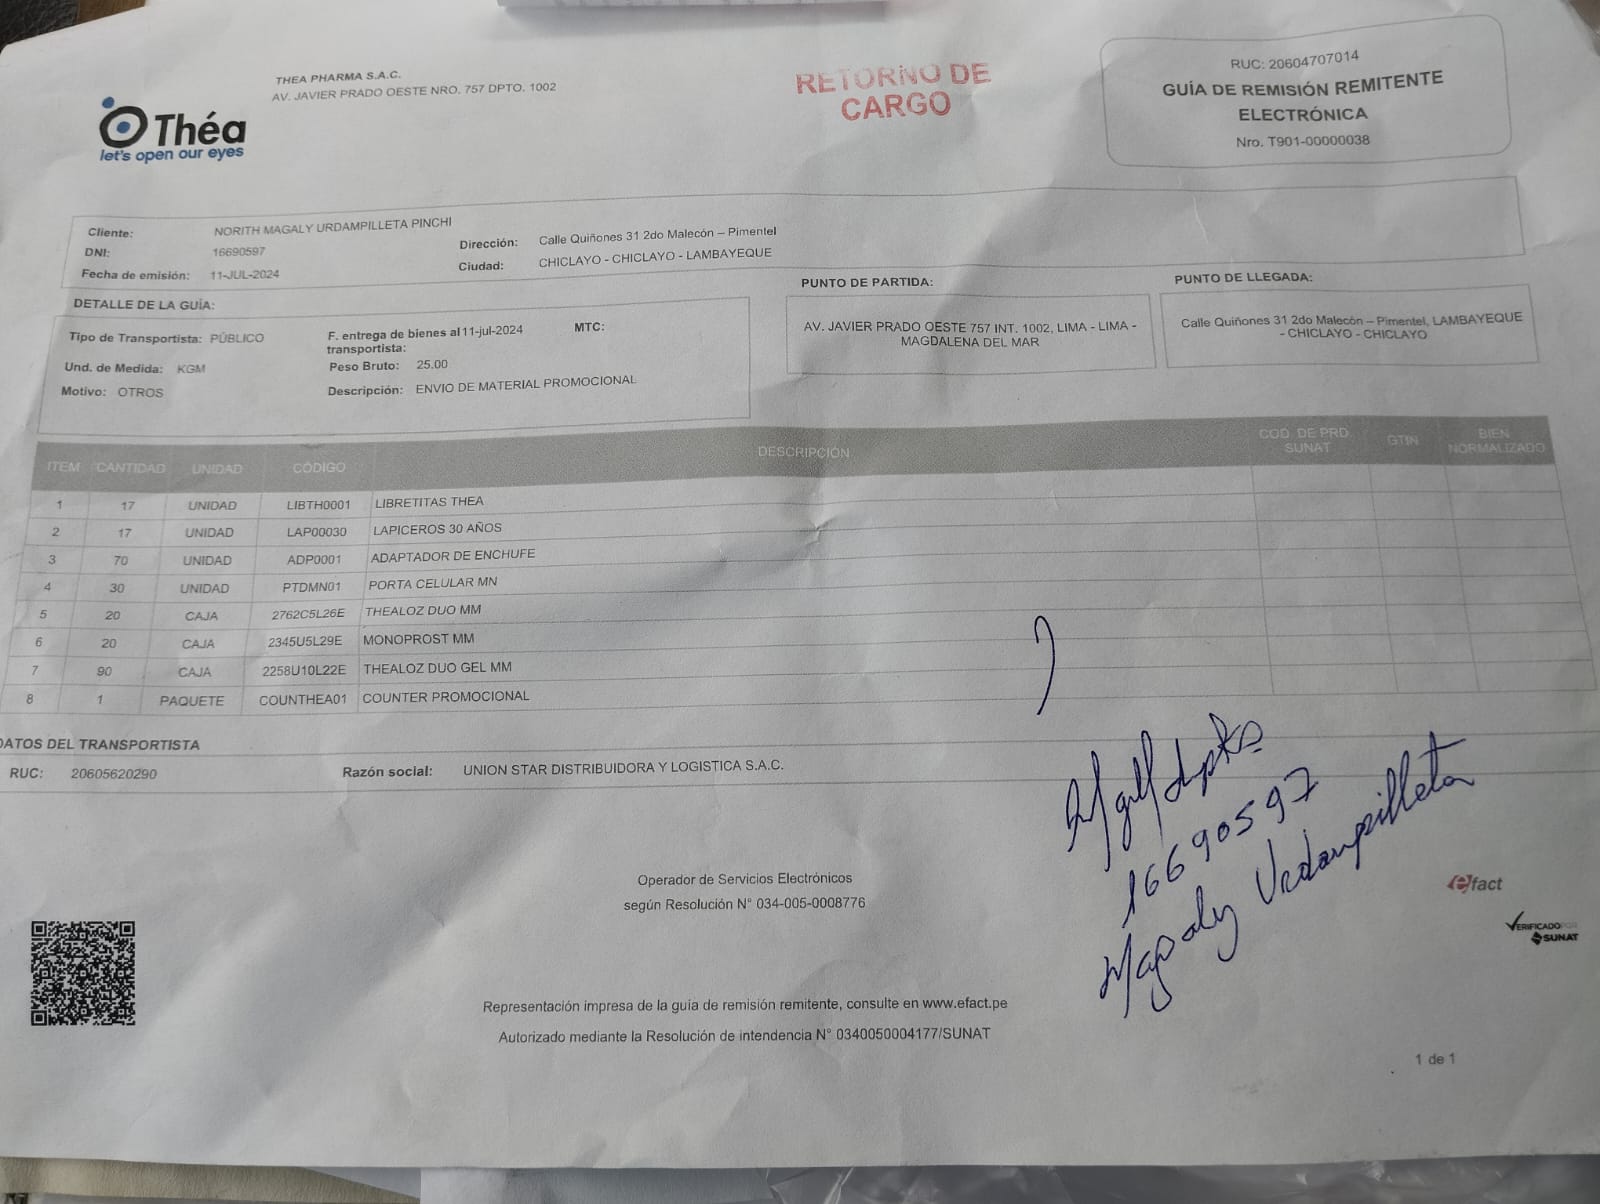 THEA PHARMA S.A.C.
AV. JAVIER PRADO OESTE NRO. 757 DPTO. 1002
Théa
let's open our eyes
RETORNO DE
CARGO
RUC: 20604707014
GUÍA DE REMISIÓN REMITENTE
ELECTRÓNICA
Nro. T901-00000038
Cliente: NORITH MAGALY URDAMPILLETA PINCHI
DNI: 16690597
Fecha de emisión: 11-JUL-2024
Dirección: Calle Quiñones 31 2do Malecón – Pimentel
Ciudad: CHICLAYO - CHICLAYO - LAMBAYEQUE
DETALLE DE LA GUÍA:
Tipo de Transportista: PÚBLICO
Und. de Medida: KGM
Motivo: OTROS
F. entrega de bienes al 11-jul-2024
transportista:
Peso Bruto: 25.00
Descripción: ENVIO DE MATERIAL PROMOCIONAL
MTC:
PUNTO DE PARTIDA:
AV. JAVIER PRADO OESTE 757 INT. 1002, LIMA - LIMA -
MAGDALENA DEL MAR
PUNTO DE LLEGADA:
Calle Quiñones 31 2do Malecón – Pimentel, LAMBAYEQUE
- CHICLAYO - CHICLAYO
ITEM CANTIDAD UNIDAD CÓDIGO DESCRIPCIÓN COD. DE PRD. SUNAT GTIN BIEN NORMALIZADO
1 17 UNIDAD LIBTH0001 LIBRETITAS THEA
2 17 UNIDAD LAP00030 LAPICEROS 30 AÑOS
3 70 UNIDAD ADP0001 ADAPTADOR DE ENCHUFE
4 30 UNIDAD PTDMN01 PORTA CELULAR MN
5 20 CAJA 2762C5L26E THEALOZ DUO MM
6 20 CAJA 2345U5L29E MONOPROST MM
7 90 CAJA 2258U10L22E THEALOZ DUO GEL MM
8 1 PAQUETE COUNTHEA01 COUNTER PROMOCIONAL
DATOS DEL TRANSPORTISTA
RUC: 20605620290 Razón social: UNION STAR DISTRIBUIDORA Y LOGISTICA S.A.C.
16690597
Magaly Urdampilleta
Operador de Servicios Electrónicos
según Resolución N° 034-005-0008776
efact
VERIFICADO POR
SUNAT
Representación impresa de la guía de remisión remitente, consulte en www.efact.pe
Autorizado mediante la Resolución de intendencia N° 0340050004177/SUNAT
1 de 1